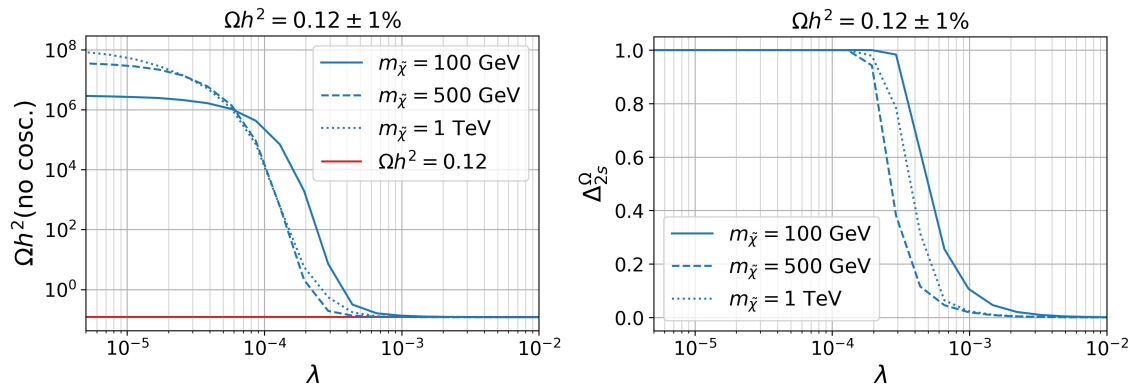 Ωh² = 0.12 ± 1%
Ωh²(no cosc.)
10⁸
10⁶
10⁴
10²
10⁰
m_χ̃ = 100 GeV
m_χ̃ = 500 GeV
m_χ̃ = 1 TeV
Ωh² = 0.12
10⁻⁵
10⁻⁴
10⁻³
10⁻²
λ
Ωh² = 0.12 ± 1%
Δ_{2s}^Ω
1.0
0.8
0.6
0.4
0.2
0.0
m_χ̃ = 100 GeV
m_χ̃ = 500 GeV
m_χ̃ = 1 TeV
10⁻⁵
10⁻⁴
10⁻³
10⁻²
λ